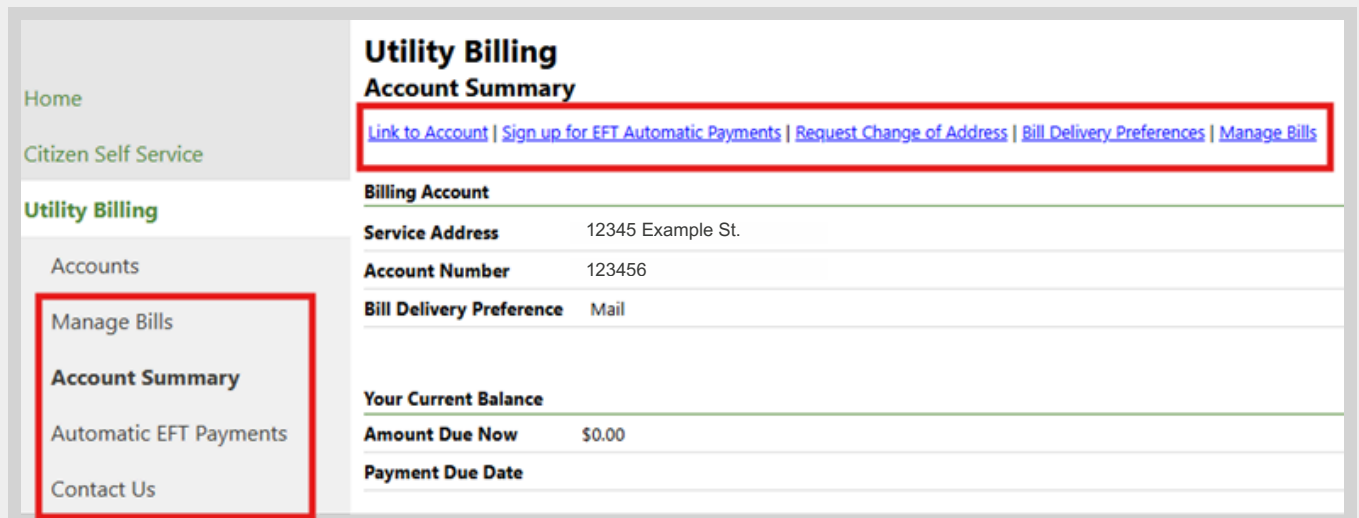 Home
Citizen Self Service
Utility Billing
Accounts
Manage Bills
Account Summary
Automatic EFT Payments
Contact Us
Utility Billing
Account Summary
Link to Account | Sign up for EFT Automatic Payments | Request Change of Address | Bill Delivery Preferences | Manage Bills
Billing Account
Service Address 12345 Example St.
Account Number 123456
Bill Delivery Preference Mail
Your Current Balance
Amount Due Now $0.00
Payment Due Date